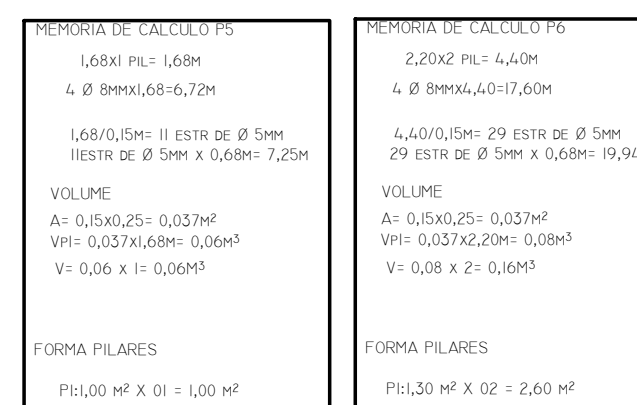 MEMORIA DE CALCULO P5
1,68X1 PIL= 1,68M
4 Ø 8MMX1,68=6,72M
1,68/0,15M= 11 ESTR DE Ø 5MM
11ESTR DE Ø 5MM X 0,68M= 7,25M
VOLUME
A= 0,15X0,25= 0,037M²
VP1= 0,037X1,68M= 0,06M³
V= 0,06 X 1= 0,06M³
FORMA PILARES
P1:1,00 M² X 01 = 1,00 M²
MEMORIA DE CALCULO P6
2,20X2 PIL= 4,40M
4 Ø 8MMX4,40=17,60M
4,40/0,15M= 29 ESTR DE Ø 5MM
29 ESTR DE Ø 5MM X 0,68M= 19,94
VOLUME
A= 0,15X0,25= 0,037M²
VP1= 0,037X2,20M= 0,08M³
V= 0,08 X 2= 0,16M³
FORMA PILARES
P1:1,30 M² X 02 = 2,60 M²